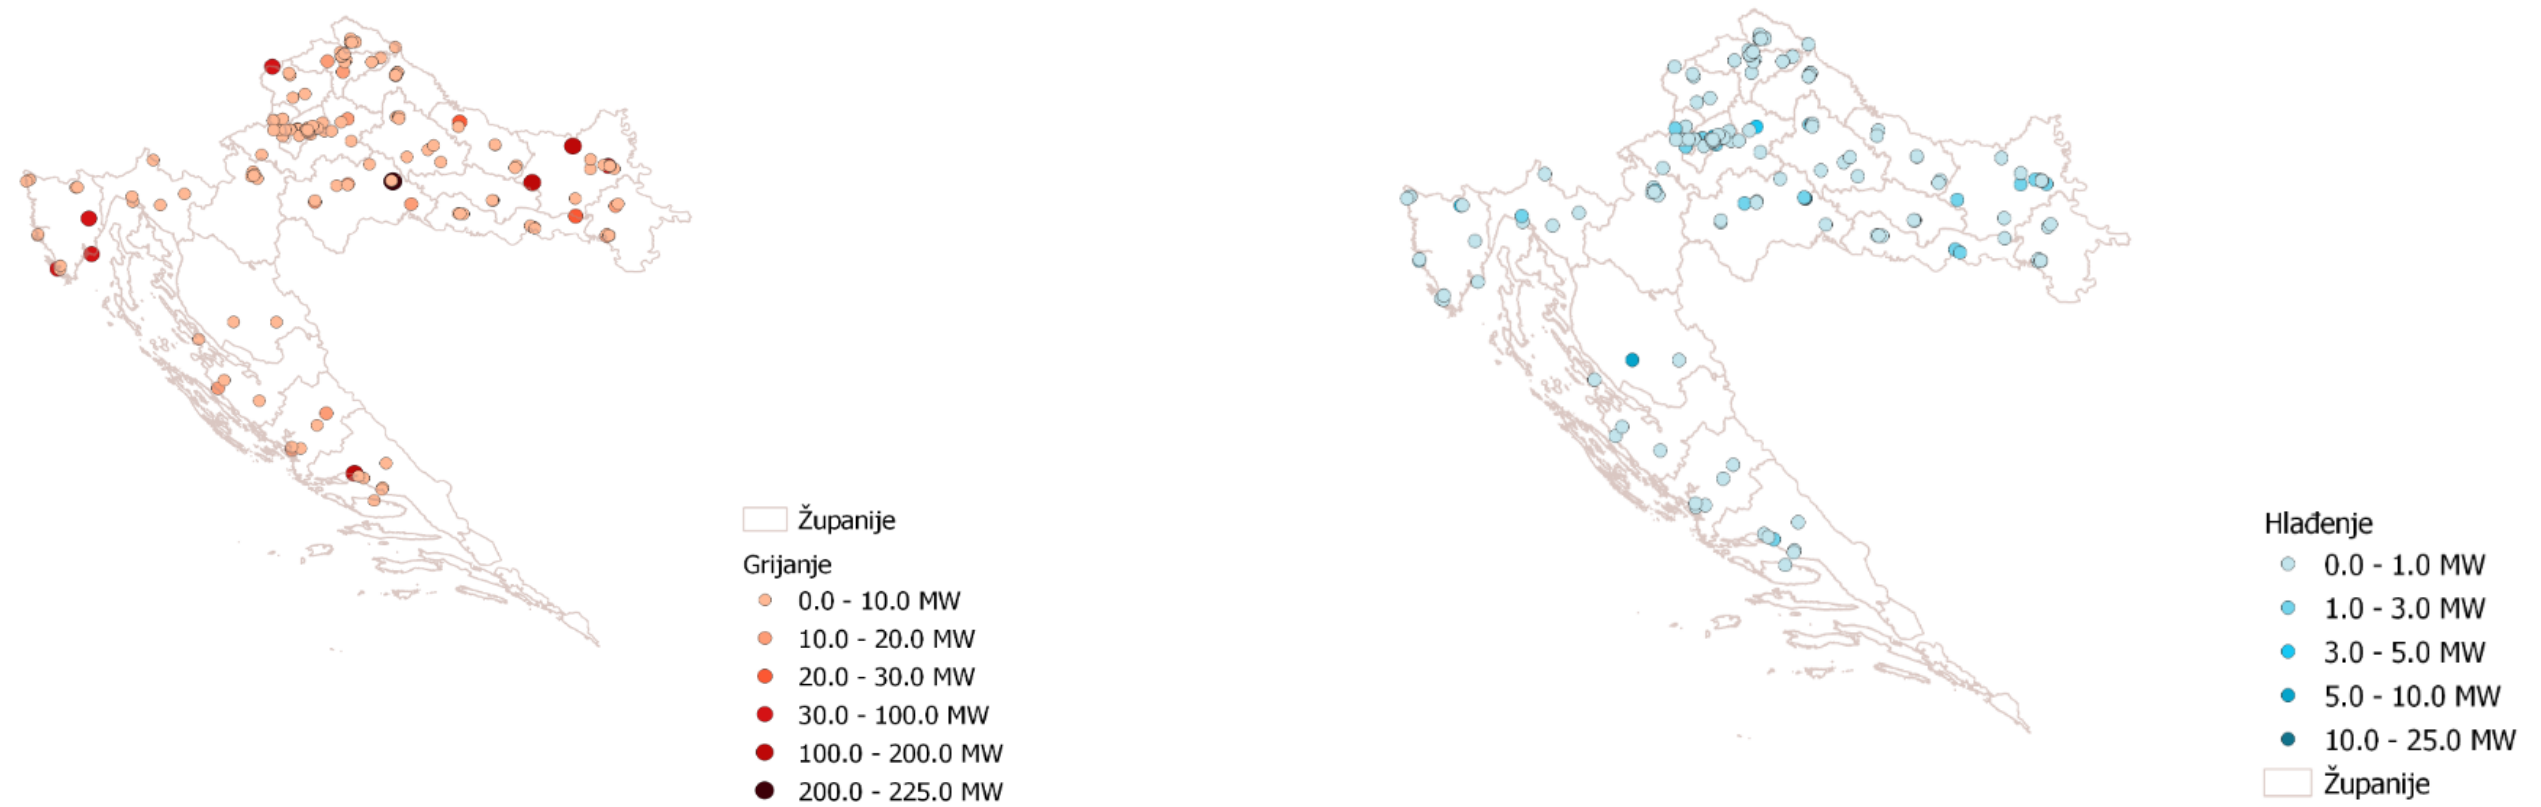 Županije
Grijanje
0.0 - 10.0 MW
10.0 - 20.0 MW
20.0 - 30.0 MW
30.0 - 100.0 MW
100.0 - 200.0 MW
200.0 - 225.0 MW
Hlađenje
0.0 - 1.0 MW
1.0 - 3.0 MW
3.0 - 5.0 MW
5.0 - 10.0 MW
10.0 - 25.0 MW
Županije